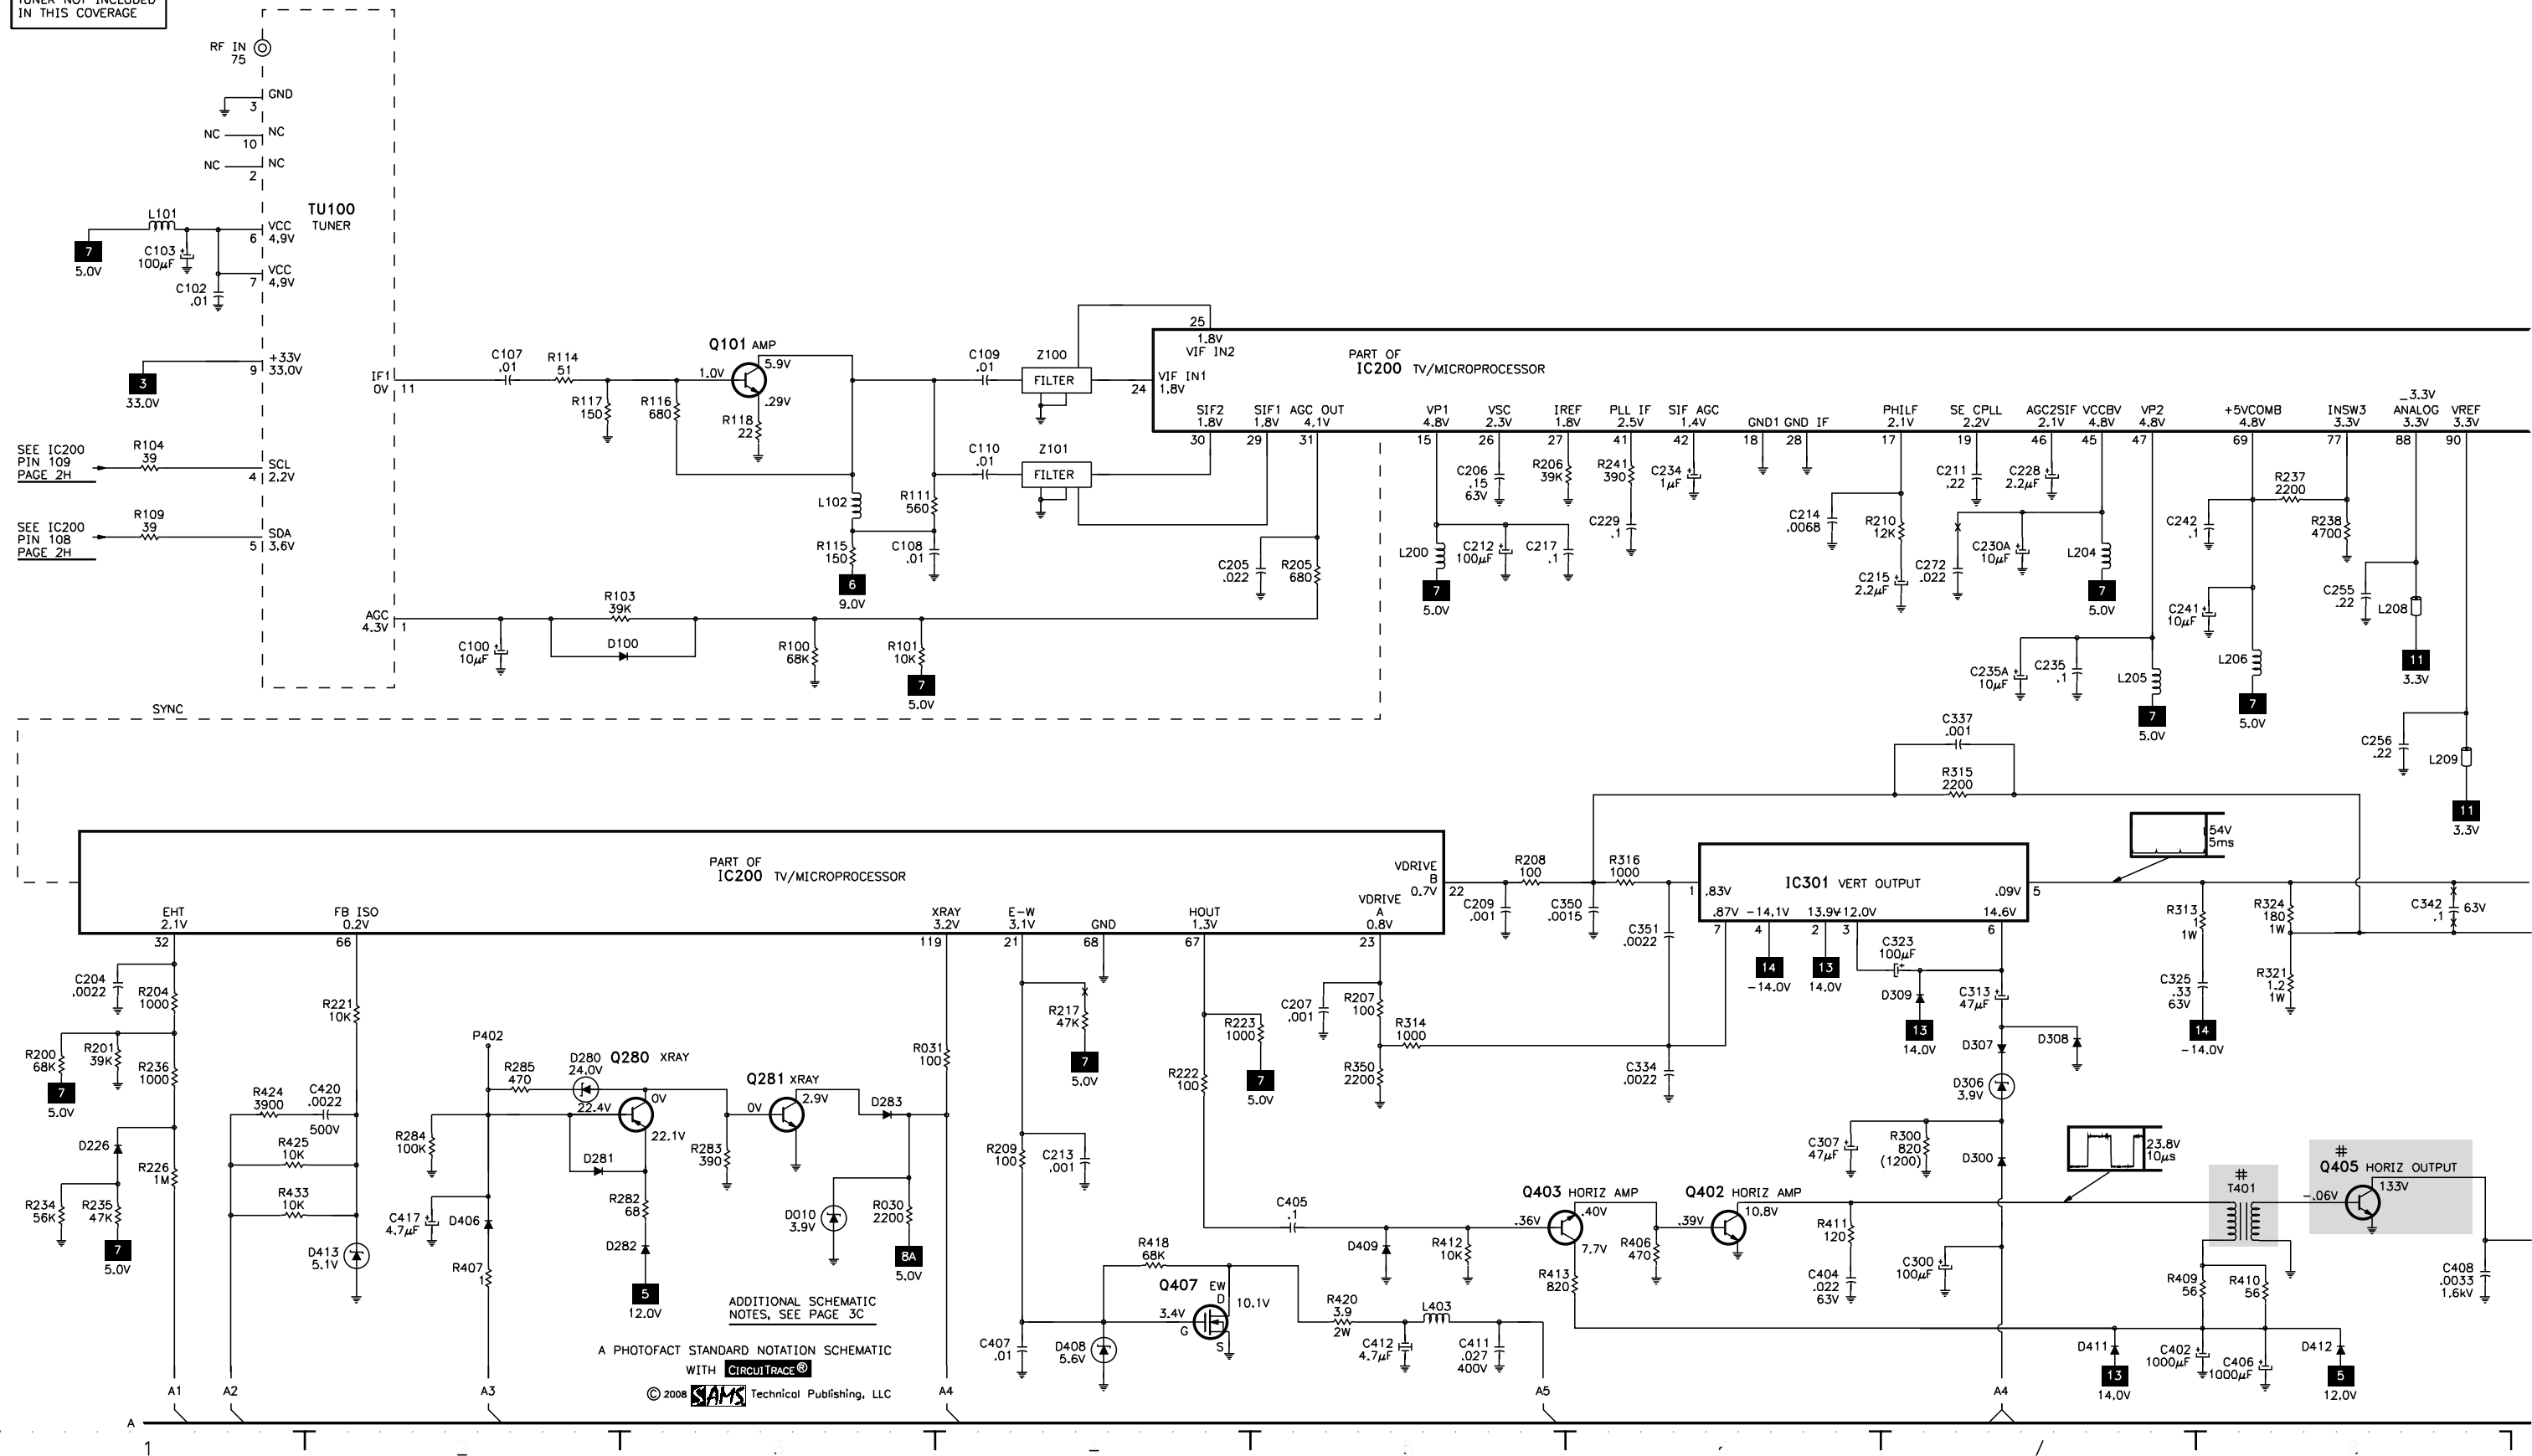 TUNER NOT INCLUDED
IN THIS COVERAGE
RF IN
75
GND
3
NC NC
10
NC NC
2
TU100
TUNER
L101
7
5.0V
C103
100µF
VCC
6 4.9V
VCC
7 4.9V
C102
.01
3
33.0V
+33V
9 33.0V
IF1
0V 11
SEE IC200
PIN 109
PAGE 2H
R104
39
SCL
4 2.2V
SEE IC200
PIN 108
PAGE 2H
R109
39
SDA
5 3.6V
AGC
4.3V 1
C107
.01
R114
51
R117
150
R116
680
Q101 AMP
1.0V
5.9V
.29V
R118
22
L102
R115
150
6
9.0V
R111
560
C108
.01
C109
.01
Z100
FILTER
C110
.01
Z101
FILTER
R103
39K
D100
C100
10µF
R100
68K
R101
10K
7
5.0V
25
1.8V
VIF IN2
VIF IN1
24 1.8V
PART OF
IC200 TV/MICROPROCESSOR
SIF2
1.8V
30
SIF1
1.8V
29
AGC OUT
4.1V
31
C205
.022
R205
680
VP1
4.8V
15
VSC
2.3V
26
IREF
1.8V
27
PLL IF
2.5V
41
SIF AGC
1.4V
42
GND1 GND IF
18 28
PHILF
2.1V
17
SE CPLL
2.2V
19
AGC2SIF
2.1V
46
VCCBV
4.8V
45
VP2
4.8V
47
+5VCOMB
4.8V
69
INSW3
3.3V
77
_3.3V
ANALOG
3.3V
88
VREF
3.3V
90
C206
.15
63V
R206
39K
R241
390
C234
1µF
C229
.1
L200
7
5.0V
C212
100µF
C217
.1
C214
.0068
R210
12K
C215
2.2µF
C211
.22
C228
2.2µF
C272
.022
C230A
10µF
L204
7
5.0V
C235A
10µF
C235
.1
L205
7
5.0V
C242
.1
R237
2200
R238
4700
C241
10µF
L206
7
5.0V
C255
.22
L208
11
3.3V
C256
.22
L209
11
3.3V
SYNC
PART OF
IC200 TV/MICROPROCESSOR
EHT
2.1V
32
FB ISO
0.2V
66
XRAY
3.2V
119
E-W
3.1V
21
GND
68
HOUT
1.3V
67
VDRIVE
A
0.8V
23
VDRIVE
B
0.7V 22
C204
.0022
R204
1000
R200
68K
7
5.0V
R201
39K
R236
1000
D226
R226
1M
R234
56K
R235
47K
7
5.0V
R221
10K
R424
3900
C420
.0022
500V
R425
10K
R433
10K
D413
5.1V
P402
R285
470
D280
24.0V
Q280 XRAY
22.4V
0V
22.1V
R284
100K
D281
C417
4.7µF
D406
R407
1
R282
68
D282
5
12.0V
R283
390
Q281 XRAY
0V
2.9V
D283
D010
3.9V
R030
2200
8A
5.0V
R031
100
R217
47K
7
5.0V
R209
100
C213
.001
R222
100
R223
1000
7
5.0V
C207
.001
R207
100
R314
1000
R350
2200
C209
.001
R208
100
C350
.0015
R316
1000
C351
.0022
C334
.0022
C337
.001
R315
2200
IC301 VERT OUTPUT
1 .83V
.09V 5
.87V
7
-14.1V
4
13.9V
2
-12.0V
3
14.6V
6
14
-14.0V
13
14.0V
C323
100µF
D309
13
14.0V
C313
47µF
D307
D308
D306
3.9V
C307
47µF
R300
820
(1200)
D300
C300
100µF
54V
5ms
R313
1
1W
C325
.33
63V
14
-14.0V
R324
180
1W
R321
1.2
1W
C342
.1
63V
C405
.1
D409
R412
10K
Q403 HORIZ AMP
.36V
.40V
7.7V
R413
820
R406
470
Q402 HORIZ AMP
.39V
10.8V
R411
120
C404
.022
63V
23.8V
10µs
#
T401
#
Q405 HORIZ OUTPUT
-.06V
133V
R409
56
R410
56
C408
.0033
1.6kV
D411
13
14.0V
C402
1000µF
C406
1000µF
D412
5
12.0V
C407
.01
D408
5.6V
R418
68K
Q407
EW
D
3.4V
G
S
10.1V
R420
3.9
2W
C412
4.7µF
L403
C411
.027
400V
ADDITIONAL SCHEMATIC
NOTES, SEE PAGE 3C
A PHOTOFACT STANDARD NOTATION SCHEMATIC
WITH CIRCUITRACE®
© 2008 SAMS Technical Publishing, LLC
A1 A2 A3 A4 A5 A4
A
1